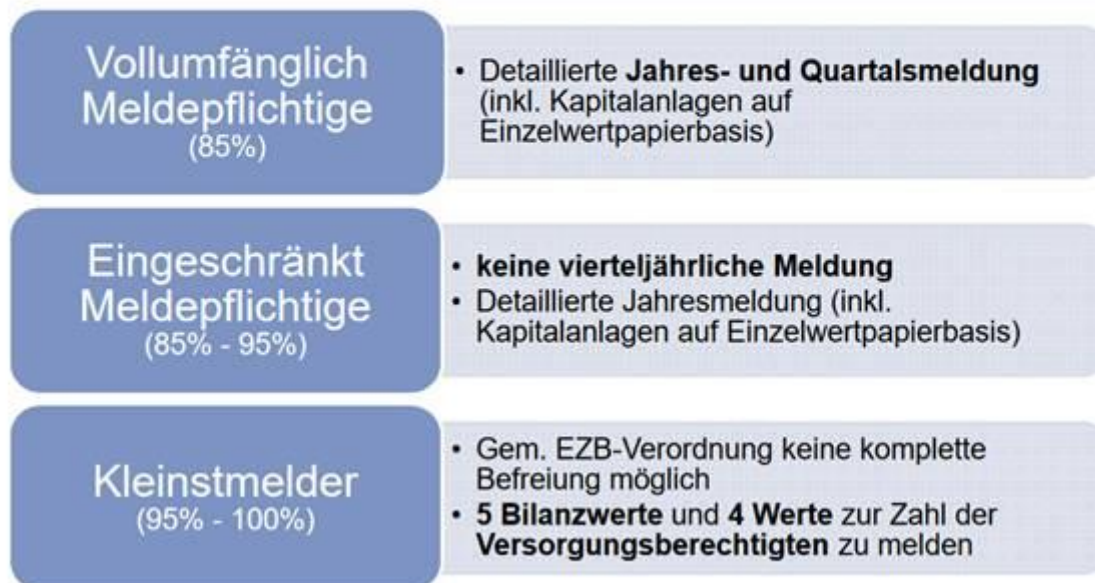 Vollumfänglich
Meldepflichtige
(85%)
• Detaillierte Jahres- und Quartalsmeldung
(inkl. Kapitalanlagen auf
Einzelwertpapierbasis)
Eingeschränkt
Meldepflichtige
(85% - 95%)
• keine vierteljährliche Meldung
• Detaillierte Jahresmeldung (inkl.
Kapitalanlagen auf Einzelwertpapierbasis)
Kleinstmelder
(95% - 100%)
• Gem. EZB-Verordnung keine komplette
Befreiung möglich
• 5 Bilanzwerte und 4 Werte zur Zahl der
Versorgungsberechtigten zu melden